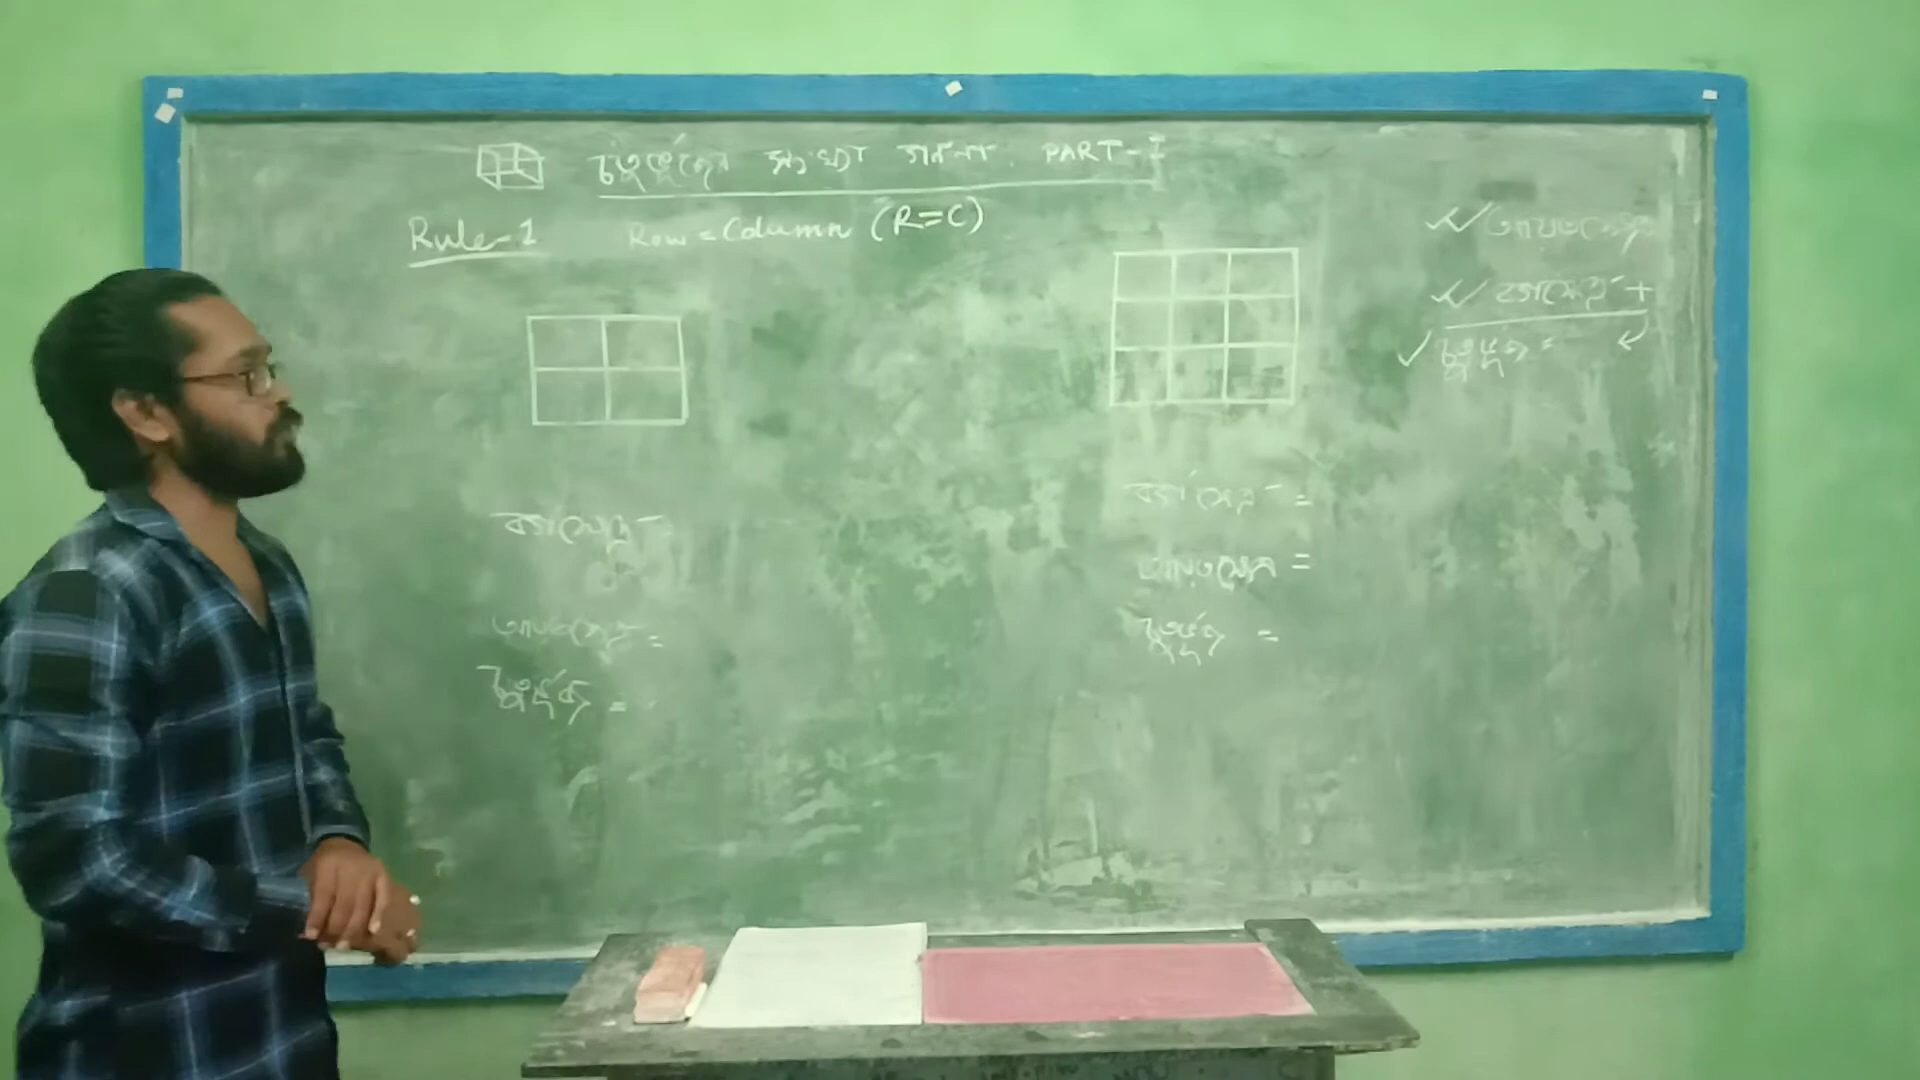 চতুর্ভুজের সংখ্যা গননা. PART-I
Rule-1 Row = Column (R=C)
আয়তক্ষেত্র
বর্গক্ষেত্র +
চতুর্ভুজ =
বর্গক্ষেত্র =
আয়তক্ষেত্র =
চতুর্ভুজ =
বর্গক্ষেত্র =
আয়তক্ষেত্র =
চতুর্ভুজ =